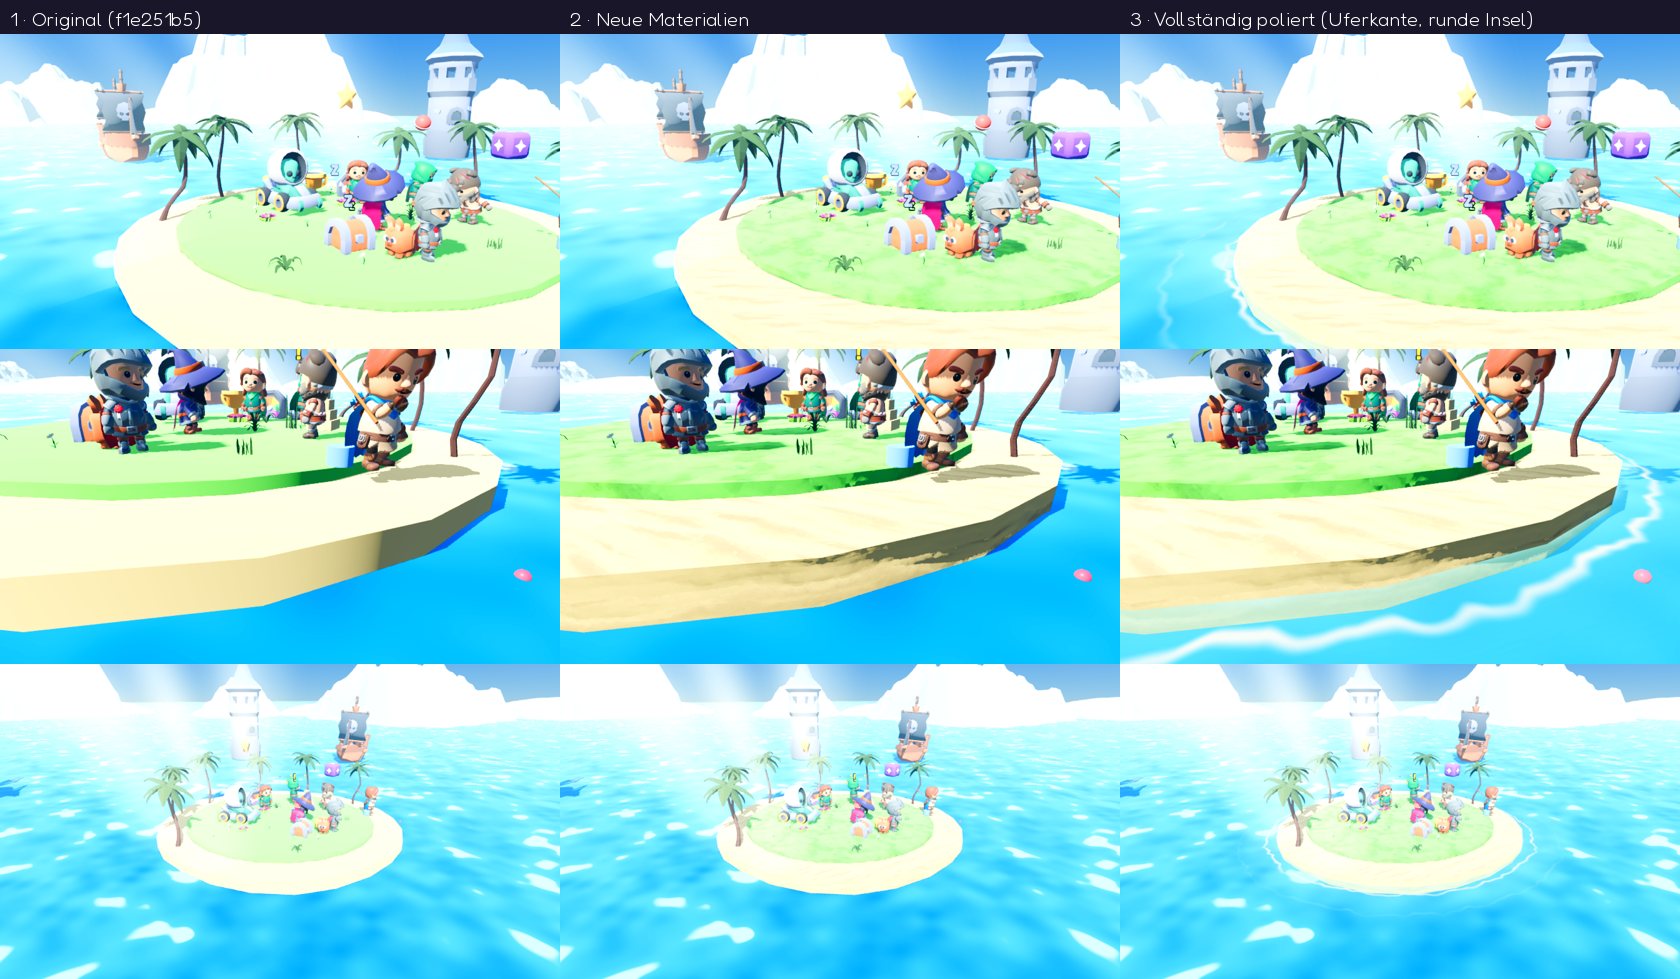 1 · Original (f1e251b5)
2 · Neue Materialien
3 · Vollständig poliert (Uferkante, runde Insel)
Z
Z
Z
Z
Z
Z